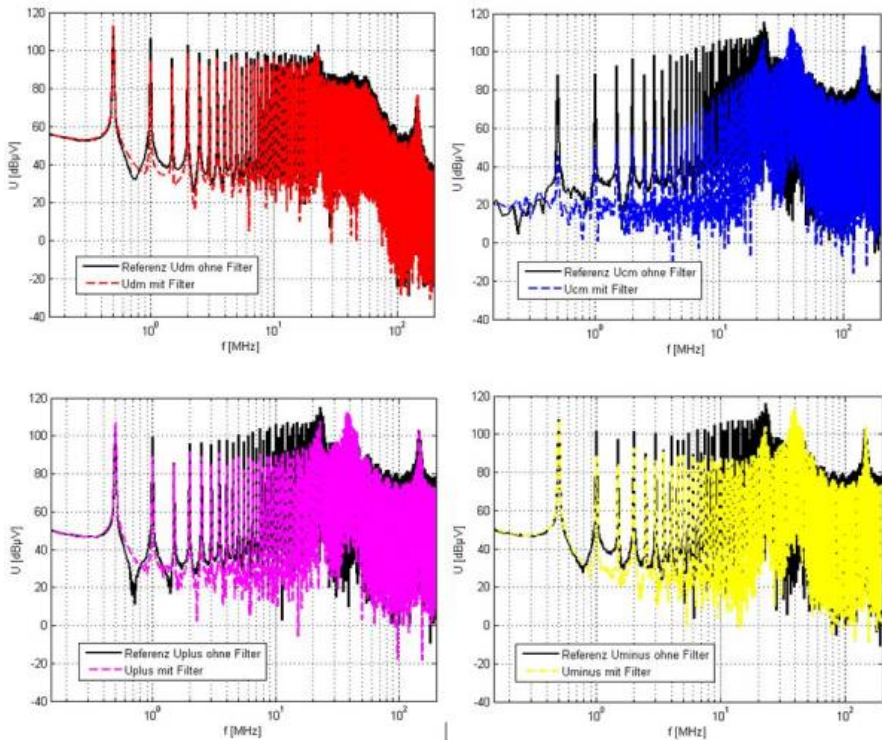 120
100
80
60
40
20
0
-20
-40
U [dBµV]
Referenz Udm ohne Filter
Udm mit Filter
10⁰ 10¹ 10²
f [MHz]
120
100
80
60
40
20
0
-20
-40
U [dBµV]
Referenz Ucm ohne Filter
Ucm mit Filter
10⁰ 10¹ 10²
f [MHz]
120
100
80
60
40
20
0
-20
-40
U [dBµV]
Referenz Uplus ohne Filter
Uplus mit Filter
10⁰ 10¹ 10²
f [MHz]
120
100
80
60
40
20
0
-20
-40
U [dBµV]
Referenz Uminus ohne Filter
Uminus mit Filter
10⁰ 10¹ 10²
f [MHz]